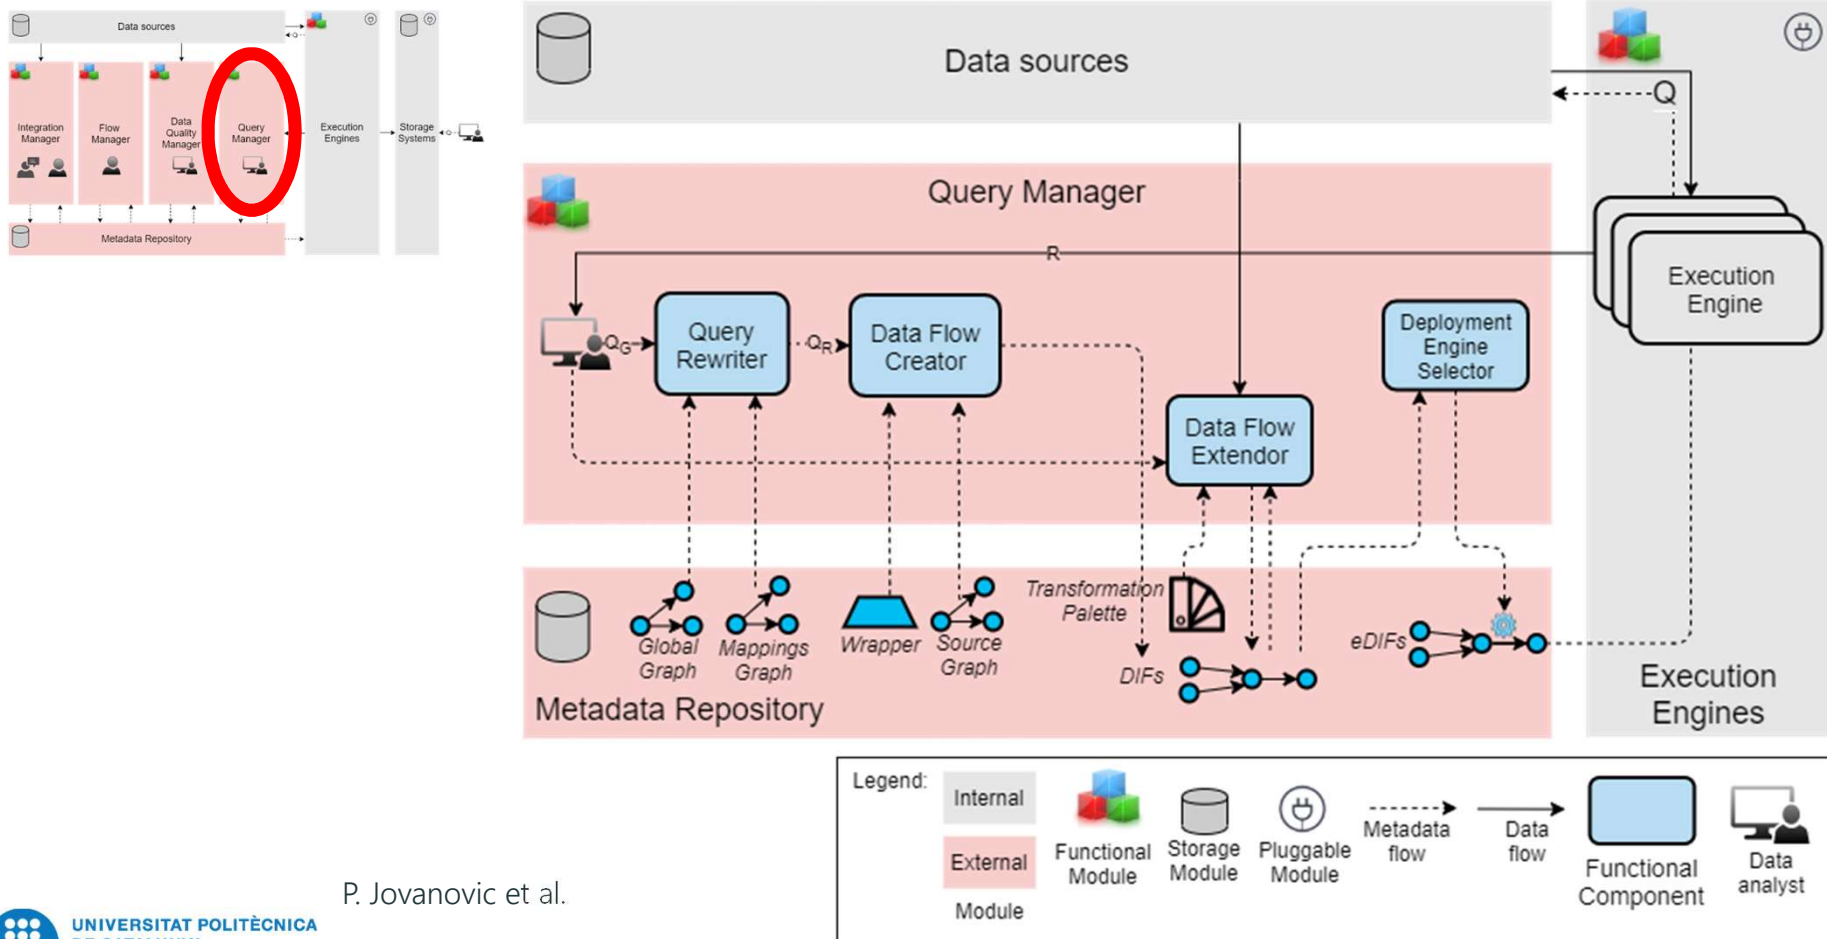 Data sources
Integration
Manager
Flow
Manager
Data
Quality
Manager
Query
Manager
Execution
Engines
Storage
Systems
Q
Q
Metadata Repository
Data sources
Q
Query Manager
R
Execution
Engine
QG
Query
Rewriter
QR
Data Flow
Creator
Deployment
Engine
Selector
Data Flow
Extendor
Global
Graph
Mappings
Graph
Wrapper
Source
Graph
Transformation
Palette
DIFs
eDIFs
Metadata Repository
Execution
Engines
Legend:
Internal
External
Module
Functional
Module
Storage
Module
Pluggable
Module
Metadata
flow
Data
flow
Functional
Component
Data
analyst
P. Jovanovic et al.
UNIVERSITAT POLITÈCNICA